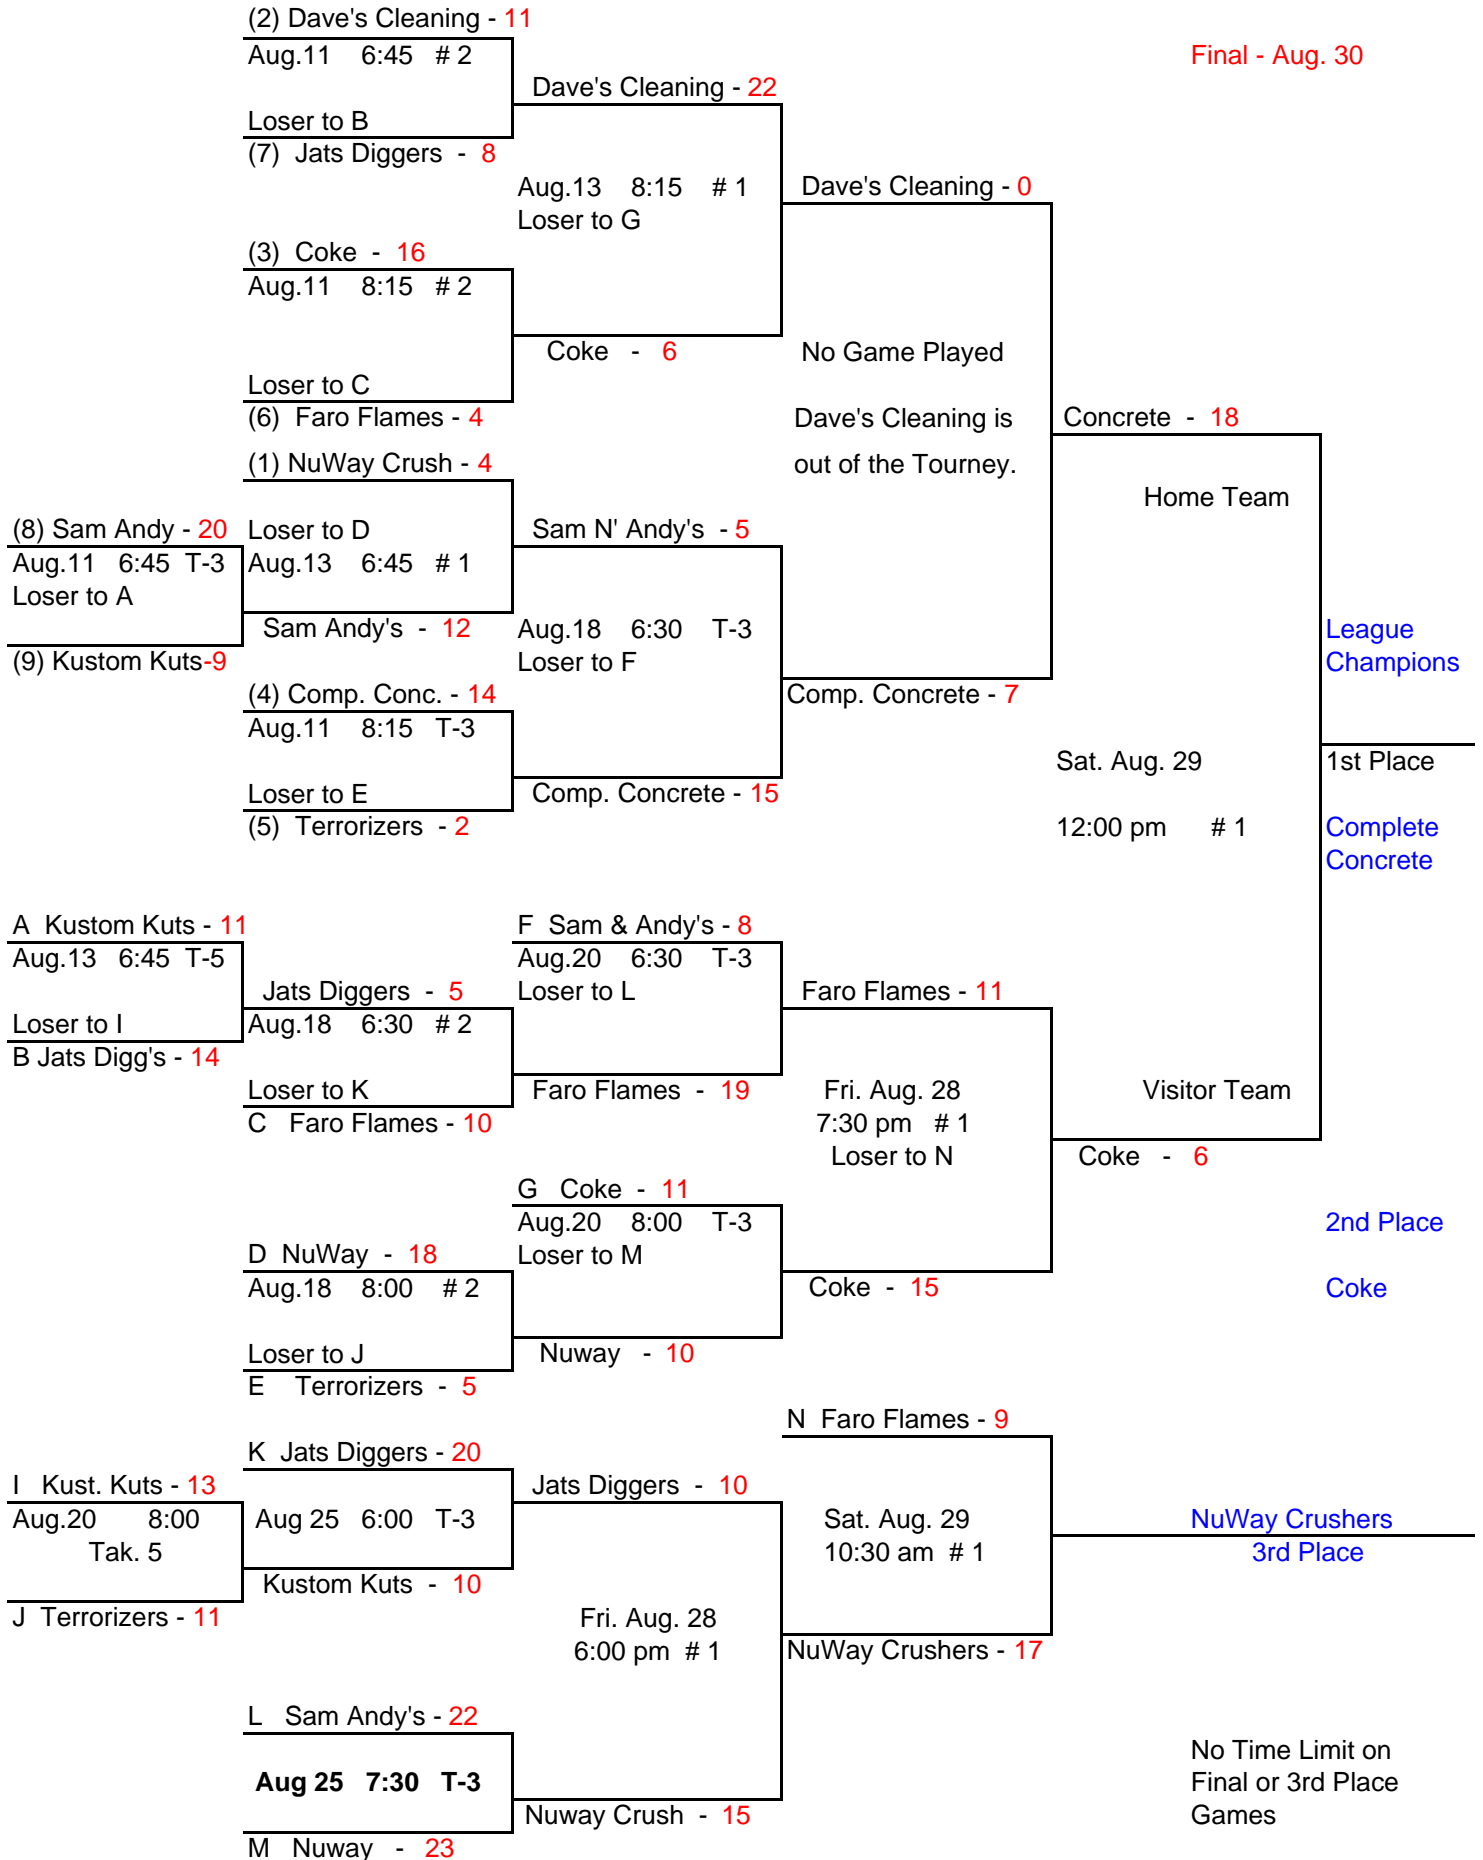 (2) Dave's Cleaning - 11
Aug.11 6:45 # 2
Final - Aug. 30
Dave's Cleaning - 22
Loser to B
(7) Jats Diggers - 8
Aug.13 8:15 # 1
Dave's Cleaning - 0
Loser to G
(3) Coke - 16
Aug.11 8:15 # 2
Coke - 6
No Game Played
Loser to C
(6) Faro Flames - 4
Dave's Cleaning is
Concrete - 18
(1) NuWay Crush - 4
out of the Tourney.
Home Team
(8) Sam Andy - 20
Loser to D
Sam N' Andy's - 5
Aug.11 6:45 T-3
Aug.13 6:45 # 1
Loser to A
Sam Andy's - 12
Aug.18 6:30 T-3
League
(9) Kustom Kuts-9
Loser to F
Champions
(4) Comp. Conc. - 14
Comp. Concrete - 7
Aug.11 8:15 T-3
Sat. Aug. 29
1st Place
Loser to E
Comp. Concrete - 15
(5) Terrorizers - 2
12:00 pm # 1
Complete
Concrete
A Kustom Kuts - 11
F Sam & Andy's - 8
Aug.13 6:45 T-5
Aug.20 6:30 T-3
Jats Diggers - 5
Loser to L
Faro Flames - 11
Loser to I
Aug.18 6:30 # 2
B Jats Digg's - 14
Loser to K
Faro Flames - 19
Fri. Aug. 28
Visitor Team
C Faro Flames - 10
7:30 pm # 1
Loser to N
Coke - 6
G Coke - 11
Aug.20 8:00 T-3
2nd Place
D NuWay - 18
Loser to M
Aug.18 8:00 # 2
Coke - 15
Coke
Loser to J
Nuway - 10
E Terrorizers - 5
N Faro Flames - 9
K Jats Diggers - 20
I Kust. Kuts - 13
Jats Diggers - 10
Aug.20 8:00
Aug 25 6:00 T-3
Sat. Aug. 29
NuWay Crushers
Tak. 5
10:30 am # 1
3rd Place
Kustom Kuts - 10
J Terrorizers - 11
Fri. Aug. 28
6:00 pm # 1
NuWay Crushers - 17
L Sam Andy's - 22
No Time Limit on
Aug 25 7:30 T-3
Final or 3rd Place
Nuway Crush - 15
Games
M Nuway - 23